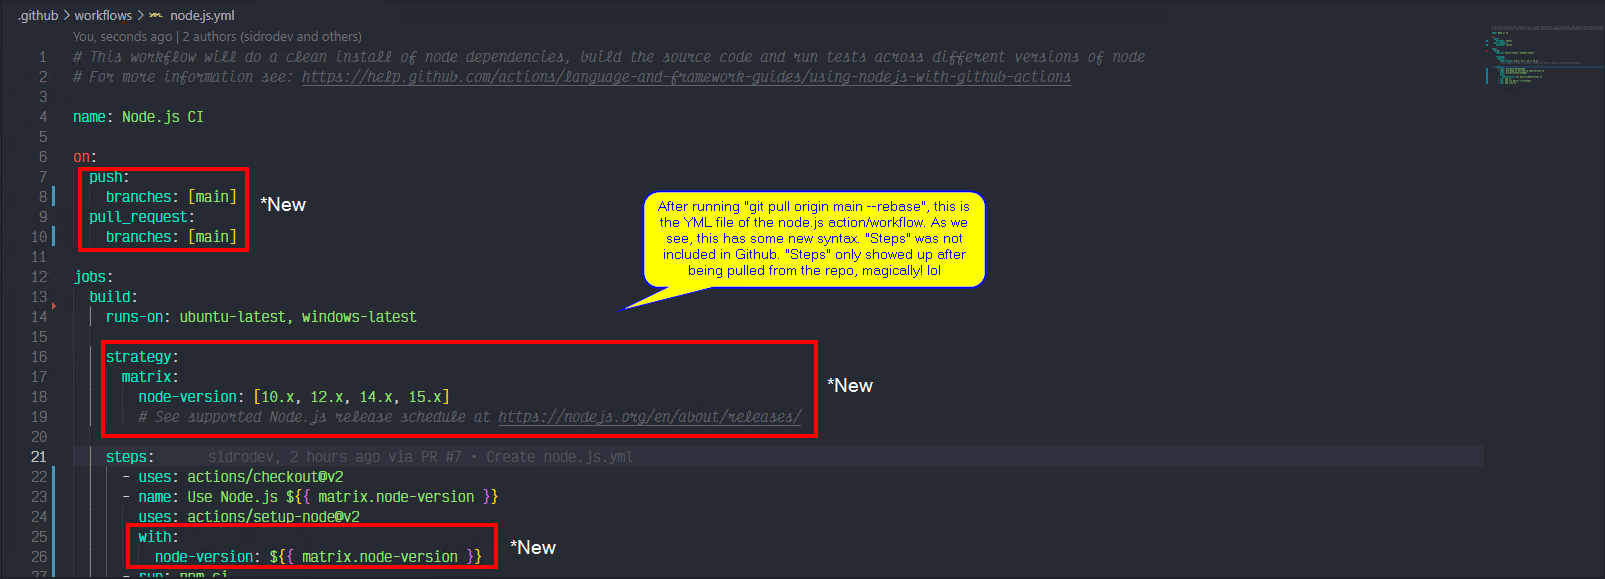 .github > workflows > node.js.yml
You, seconds ago | 2 authors (sidrodev and others)
1 # This workflow will do a clean install of node dependencies, build the source code and run tests across different versions of node
2 # For more information see: https://help.github.com/actions/language-and-framework-guides/using-nodejs-with-github-actions
3
4 name: Node.js CI
5
6 on:
7 push:
8 branches: [main]
*New
9 pull_request:
10 branches: [main]
11
After running "git pull origin main --rebase", this is
the YML file of the node.js action/workflow. As we
see, this has some new syntax. "Steps" was not
included in Github. "Steps" only showed up after
being pulled from the repo, magically! lol
12 jobs:
13 build:
14 runs-on: ubuntu-latest, windows-latest
15
16 strategy:
17 matrix:
*New
18 node-version: [10.x, 12.x, 14.x, 15.x]
19 # See supported Node.js release schedule at https://nodejs.org/en/about/releases/
20
21 steps: sidrodev, 2 hours ago via PR #7 • Create node.js.yml
22 - uses: actions/checkout@v2
23 - name: Use Node.js ${{ matrix.node-version }}
24 uses: actions/setup-node@v2
25 with:
*New
26 node-version: ${{ matrix.node-version }}
27 - run: npm ci